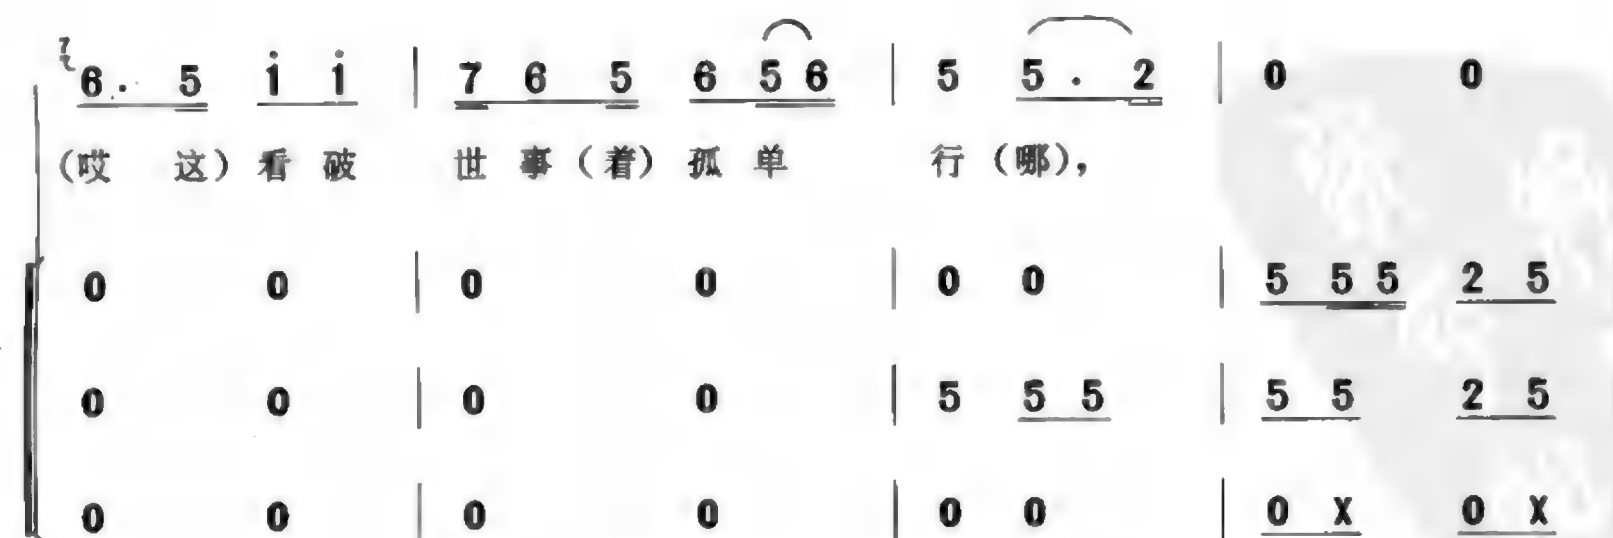 7
6. 5 i i | 7 6 5 6 5 6 | 5 5 . 2 | 0 0
(哎 这) 看 破 世 事 (着) 孤 单 行 (哪),
0 0 | 0 0 | 0 0 | 5 5 5 2 5
0 0 | 0 0 | 5 5 5 | 5 5 2 5
0 0 | 0 0 | 0 0 | 0 X 0 X